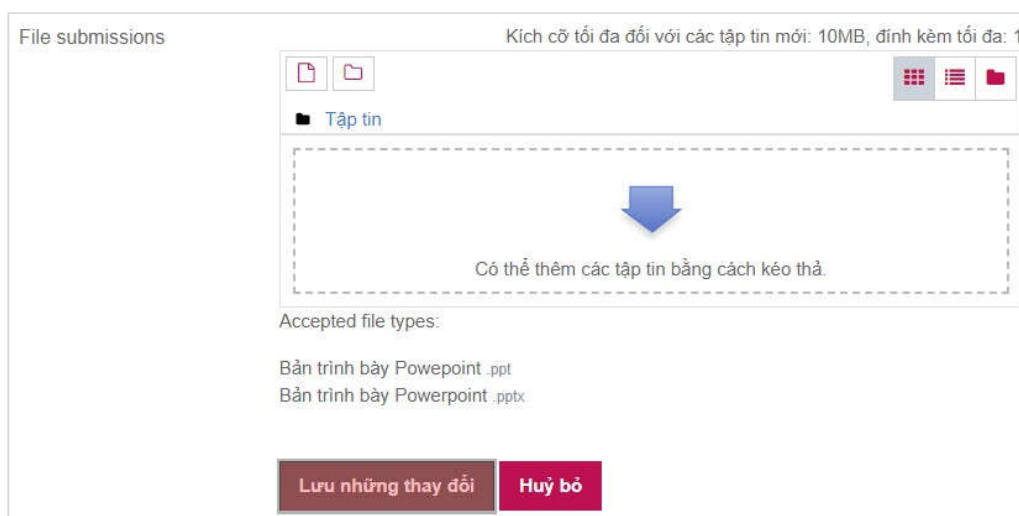 File submissions
Kích cỡ tối đa đối với các tập tin mới: 10MB, đính kèm tối đa: 1
Tập tin
Có thể thêm các tập tin bằng cách kéo thả.
Accepted file types:
Bản trình bày Powepoint .ppt
Bản trình bày Powerpoint .pptx
Lưu những thay đổi
Huỷ bỏ